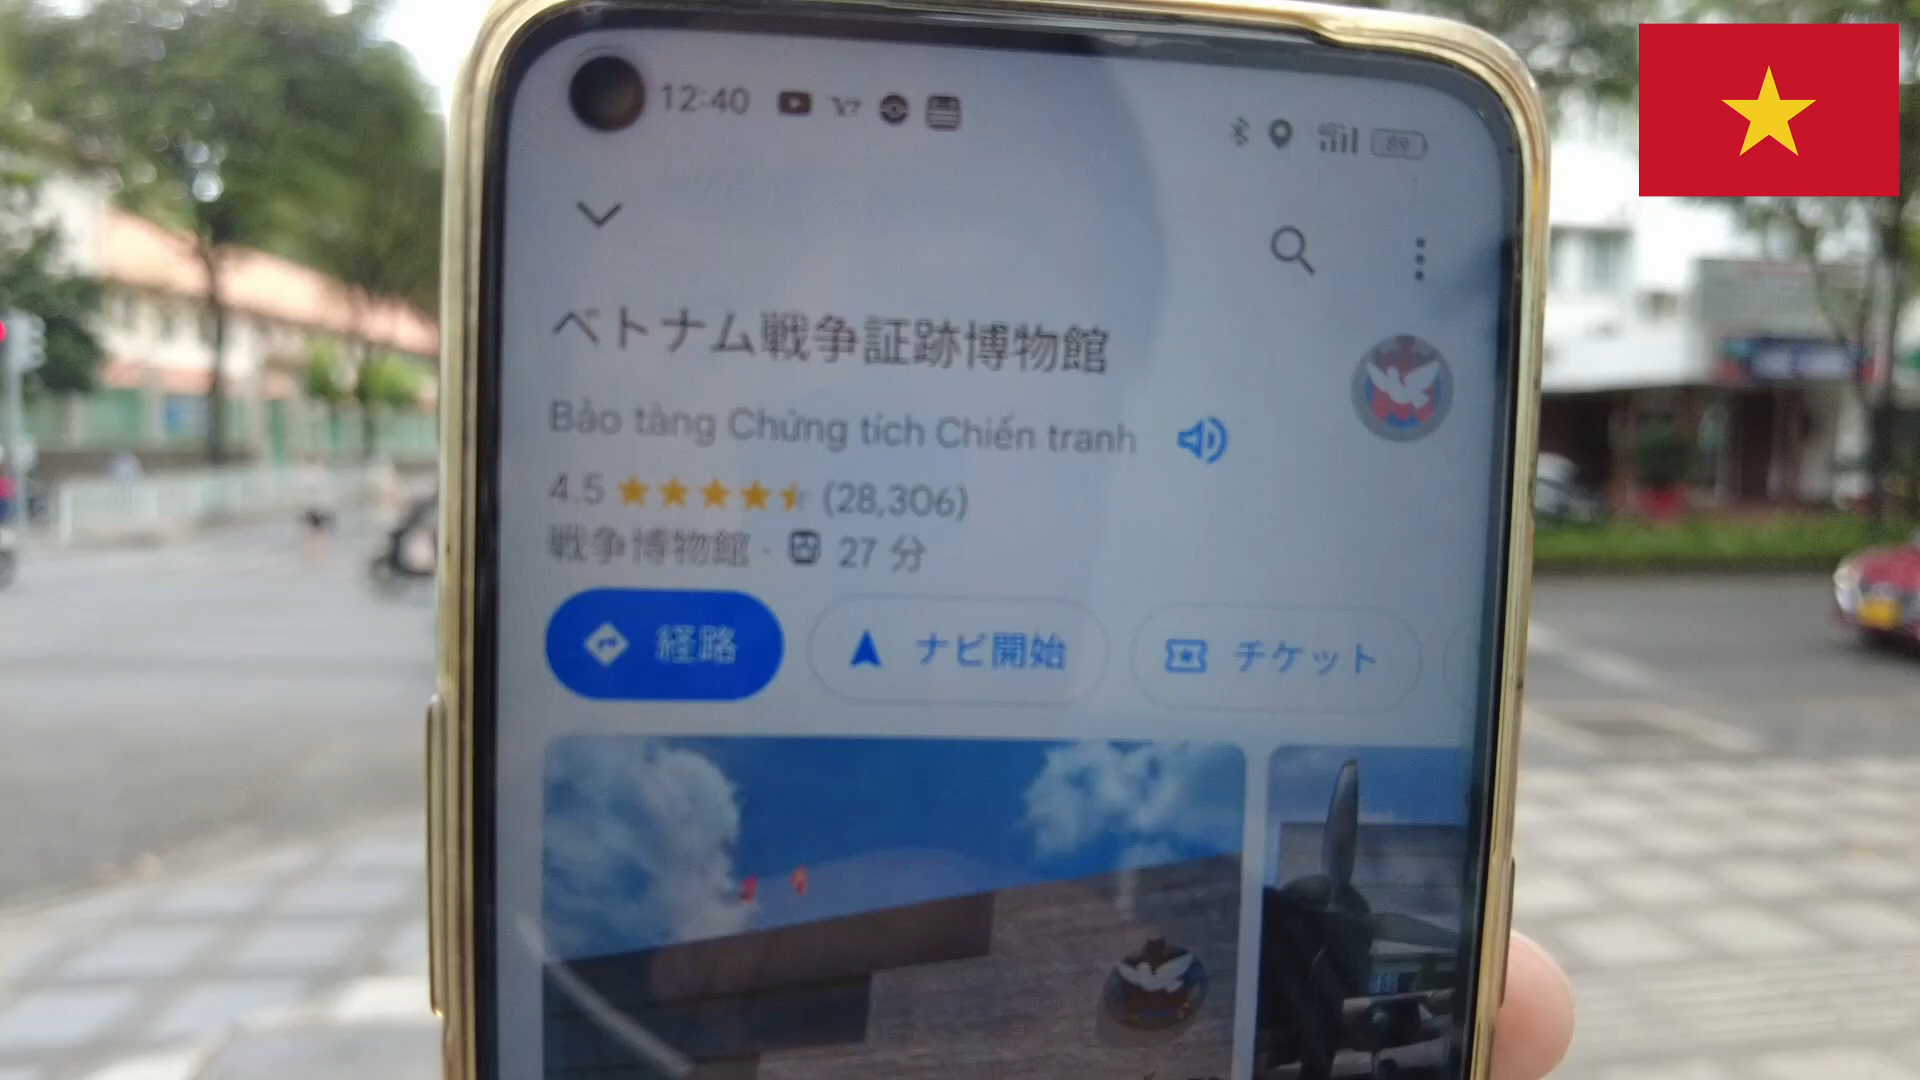 12:40
89
ベトナム戦争証跡博物館
Bảo tàng Chứng tích Chiến tranh
4.5 (28,306)
戦争博物館 · 27 分
経路
ナビ開始
チケット